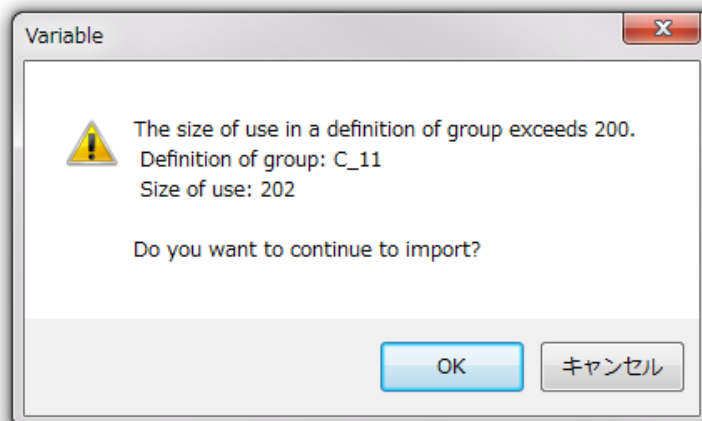 Variable
The size of use in a definition of group exceeds 200.
Definition of group: C_11
Size of use: 202
Do you want to continue to import?
OK
キャンセル